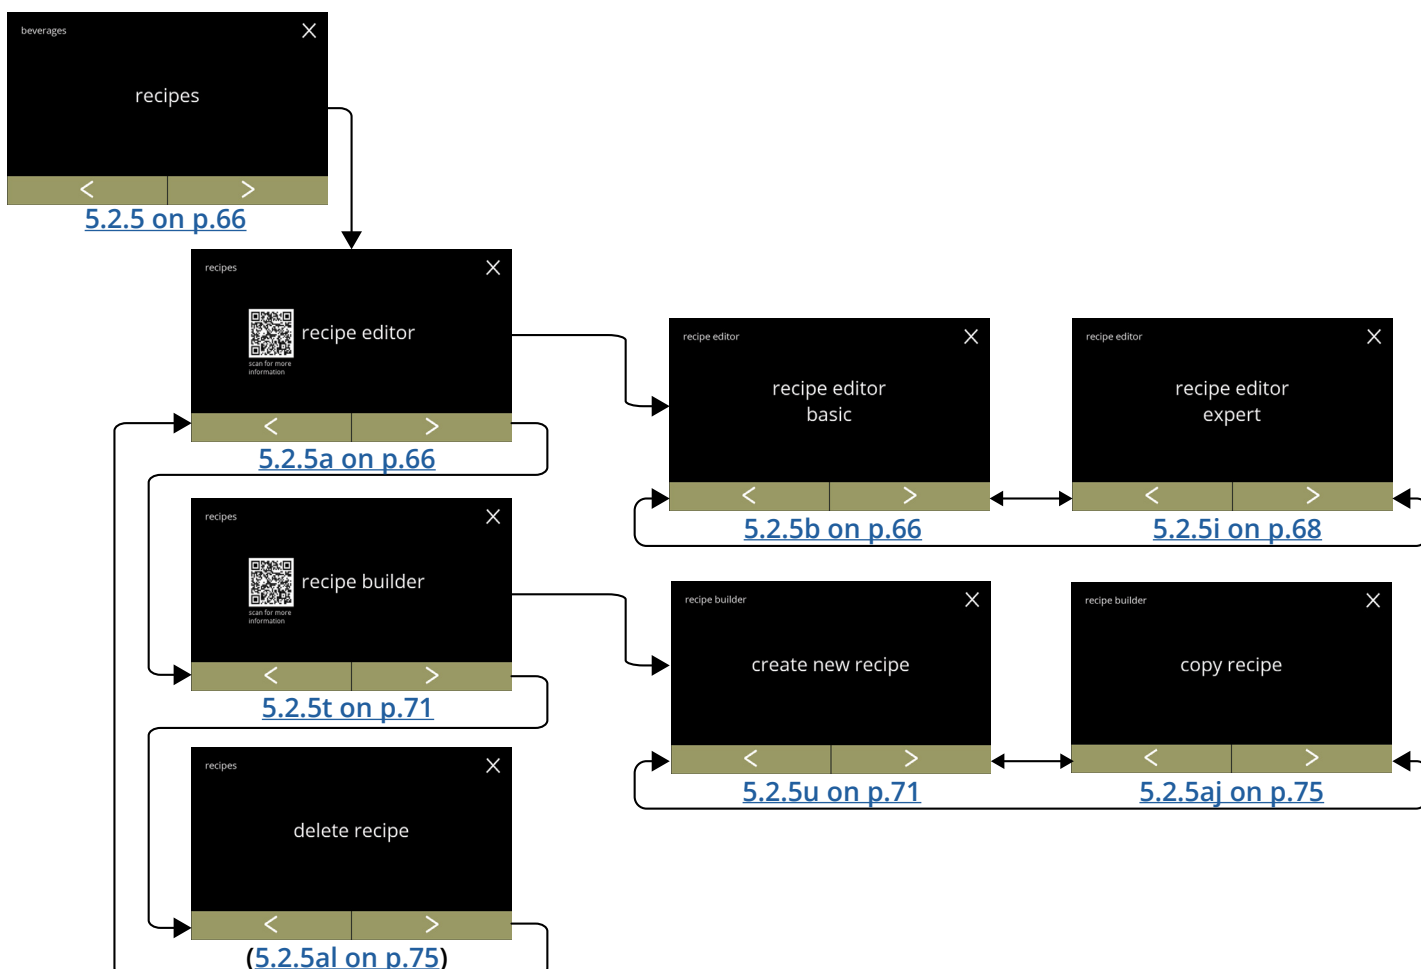 beverages
recipes
5.2.5 on p.66
recipes
scan for more
information
recipe editor
5.2.5a on p.66
recipe editor
recipe editor
basic
5.2.5b on p.66
recipe editor
recipe editor
expert
5.2.5i on p.68
recipes
scan for more
information
recipe builder
5.2.5t on p.71
recipe builder
create new recipe
5.2.5u on p.71
recipe builder
copy recipe
5.2.5aj on p.75
recipes
delete recipe
(5.2.5al on p.75)